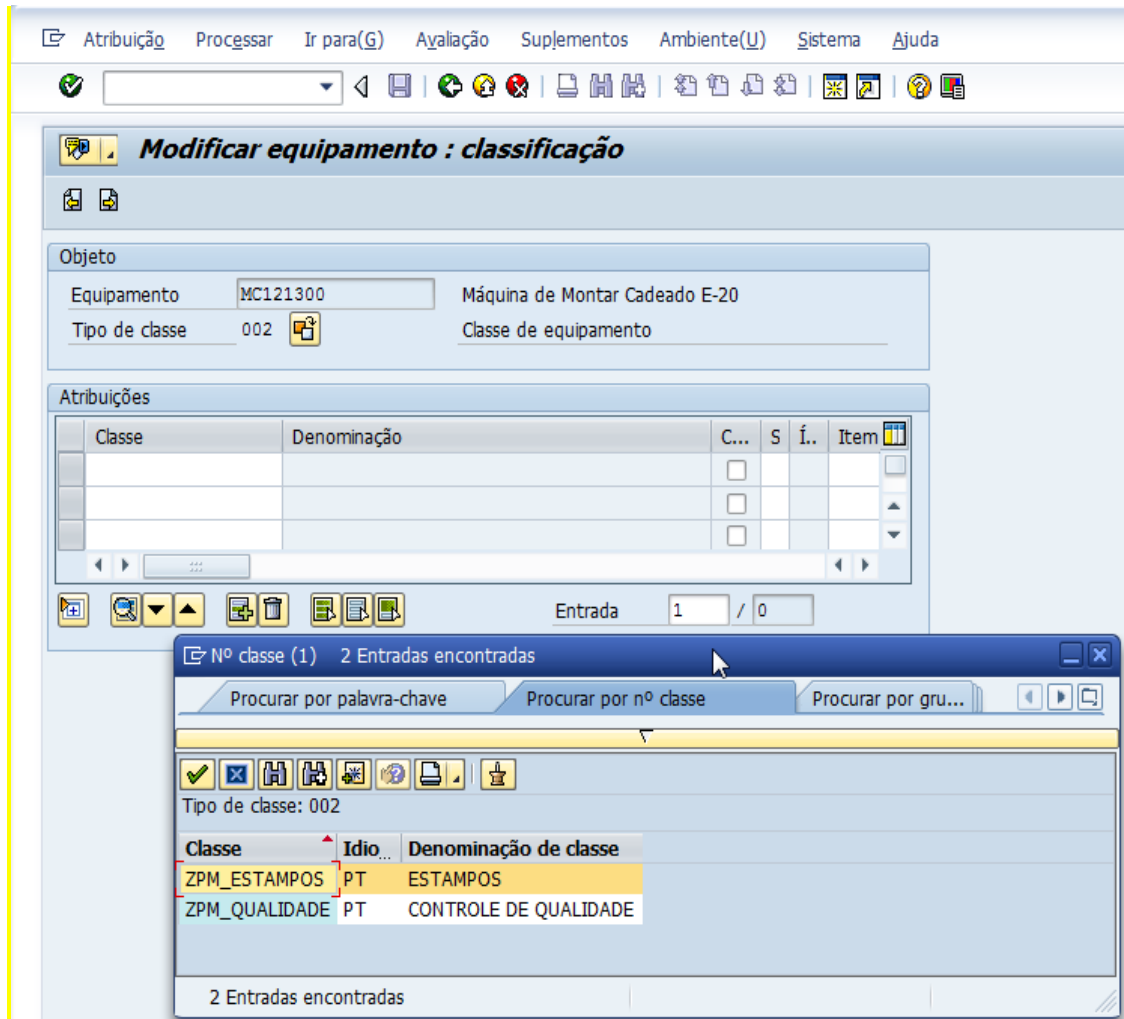 Atribuição Processar Ir para(G) Avaliação Suplementos Ambiente(U) Sistema Ajuda
Modificar equipamento : classificação
Objeto
Equipamento MC121300 Máquina de Montar Cadeado E-20
Tipo de classe 002 Classe de equipamento
Atribuições
Classe Denominação C... S Í.. Item
Entrada 1 / 0
Nº classe (1) 2 Entradas encontradas
Procurar por palavra-chave Procurar por nº classe Procurar por gru...
Tipo de classe: 002
Classe Idio... Denominação de classe
ZPM_ESTAMPOS PT ESTAMPOS
ZPM_QUALIDADE PT CONTROLE DE QUALIDADE
2 Entradas encontradas